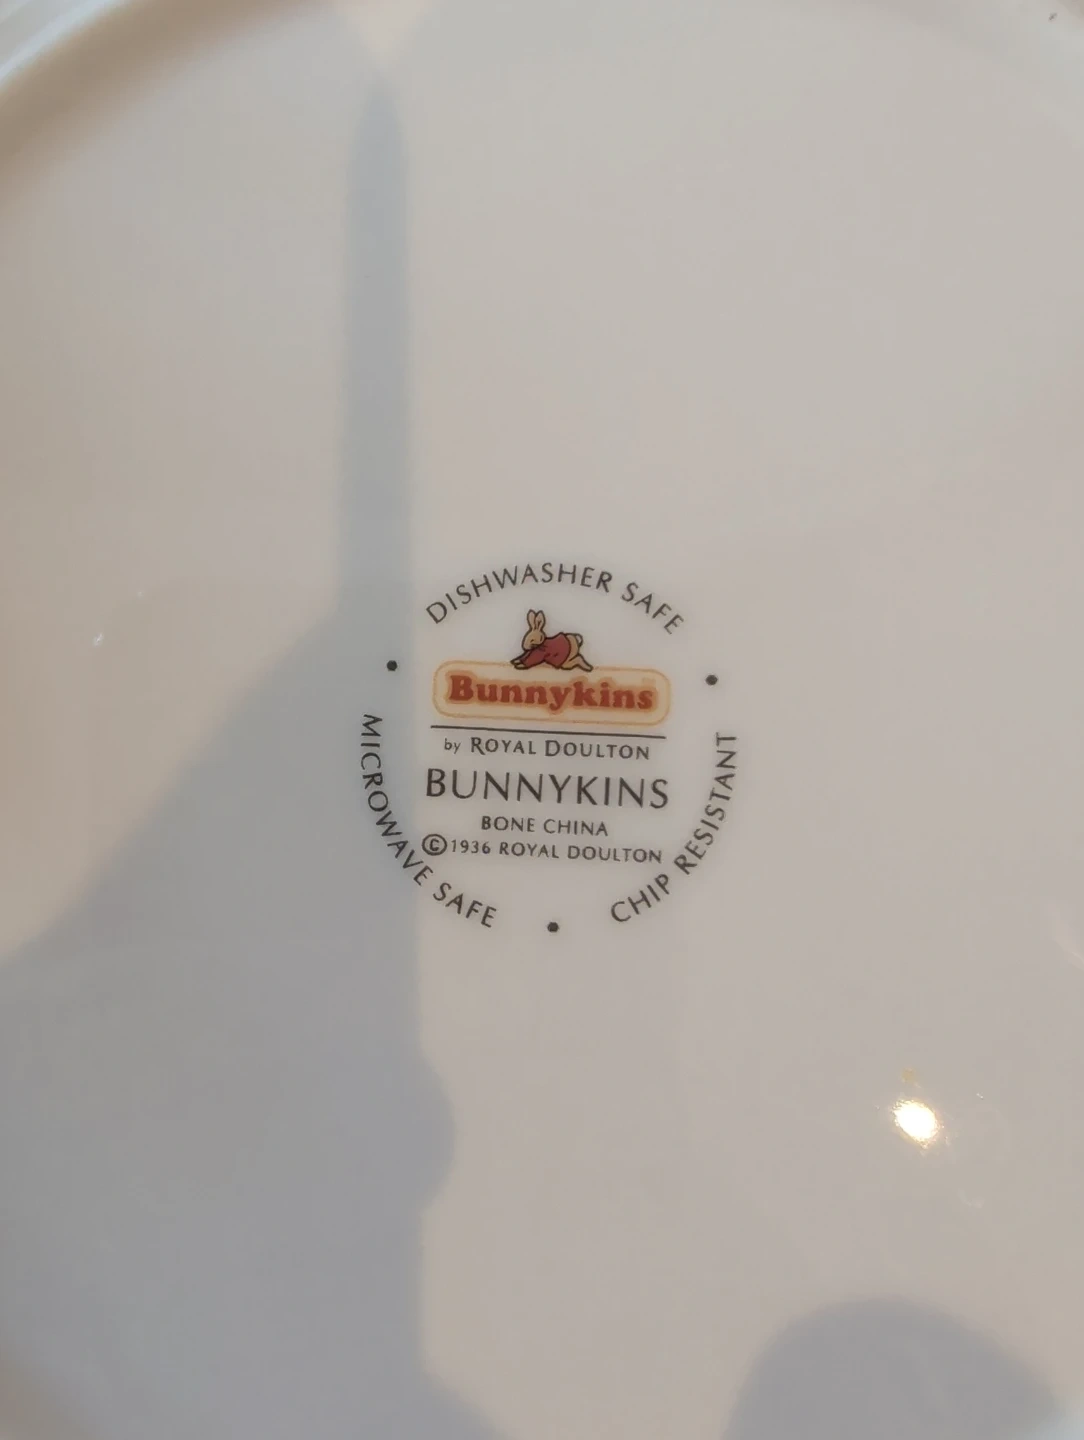 DISHWASHER SAFE
Bunnykins
by ROYAL DOULTON
BUNNYKINS
BONE CHINA
©1936 ROYAL DOULTON
MICROWAVE SAFE
CHIP RESISTANT